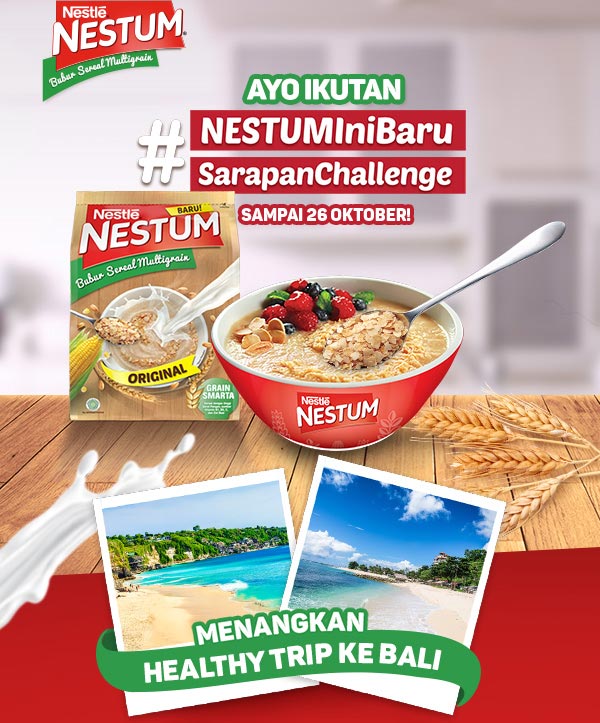 Nestlé
NESTUM
Bubur Sereal Multigrain
AYO IKUTAN
#NESTUMIniBaru
SarapanChallenge
SAMPAI 26 OKTOBER!
Nestlé
BARU!
NESTUM
Bubur Sereal Multigrain
ORIGINAL
GRAIN
SMARTA
Nestlé
NESTUM
MENANGKAN
HEALTHY TRIP KE BALI